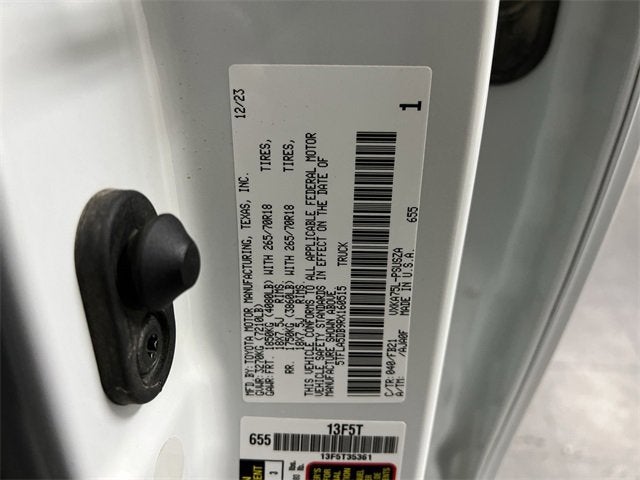 MFD.BY: TOYOTA MOTOR MANUFACTURING, TEXAS, INC. 12/23
GVWR: 3270KG (7210LB)
GAWR: FRT. 1850KG (4080LB) WITH 265/70R18 TIRES,
18X7.5J RIMS,
RR. 1750KG (3860LB) WITH 265/70R18 TIRES,
18X7.5J RIMS.
THIS VEHICLE CONFORMS TO ALL APPLICABLE FEDERAL MOTOR
VEHICLE SAFETY STANDARDS IN EFFECT ON THE DATE OF
MANUFACTURE SHOWN ABOVE.
5TFLA5DB9RX160515 TRUCK
1
655
C/TR: 040/FB21
A/TM: /AJA0F
VXKA75L-PSUSZA
MADE IN U.S.A.
13F5T
655
13F5T35361